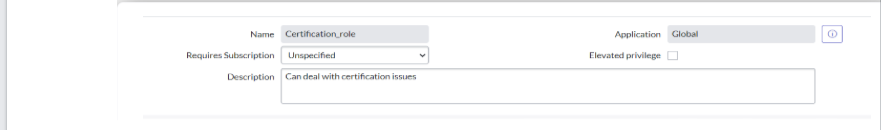 Name Certification_role Application Global
Requires Subscription Unspecified Elevated privilege
Description Can deal with certification issues